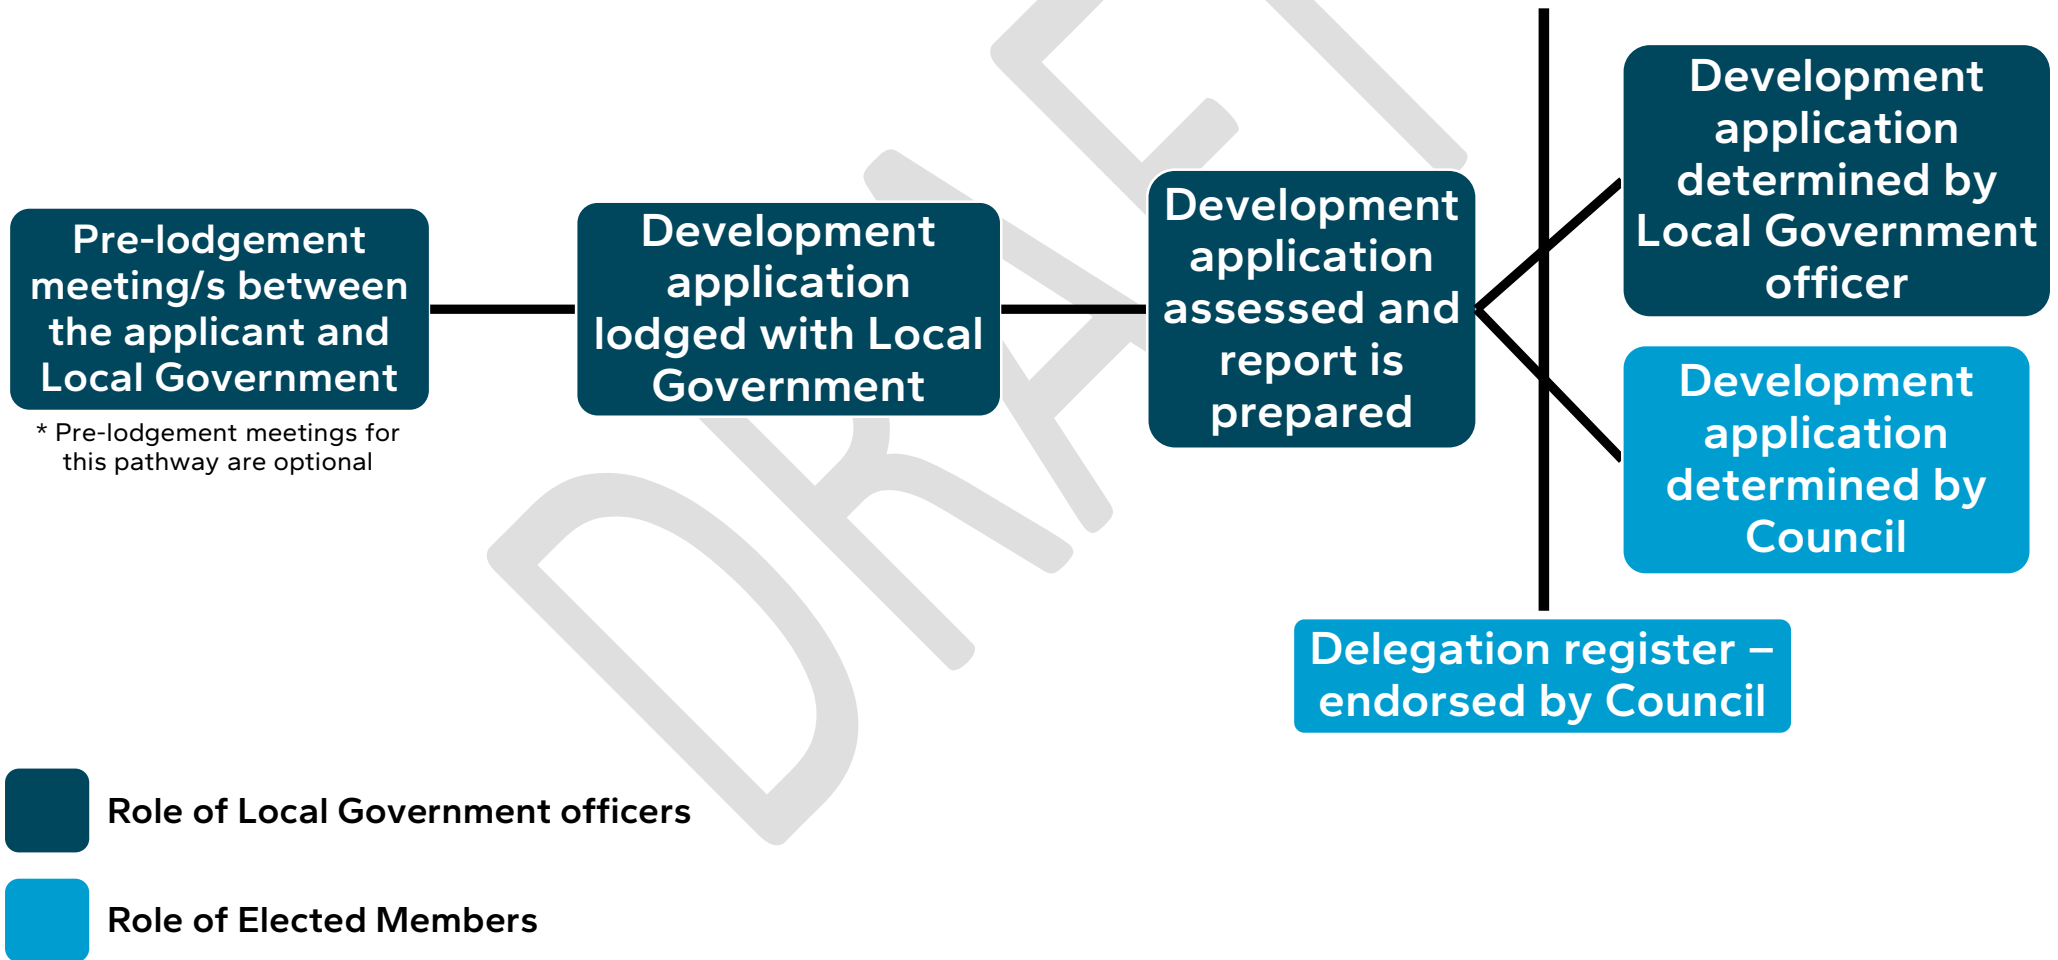 Pre-lodgement
meeting/s between
the applicant and
Local Government
* Pre-lodgement meetings for
this pathway are optional
Development
application
lodged with Local
Government
Development
application
assessed and
report is
prepared
Development
application
determined by
Local Government
officer
Development
application
determined by
Council
Delegation register –
endorsed by Council
Role of Local Government officers
Role of Elected Members
DRAFT